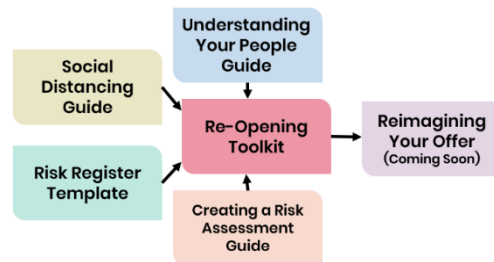 Understanding
Your People
Guide
Social
Distancing
Guide
Re-Opening
Toolkit
Reimagining
Your Offer
(Coming Soon)
Risk Register
Template
Creating a Risk
Assessment
Guide